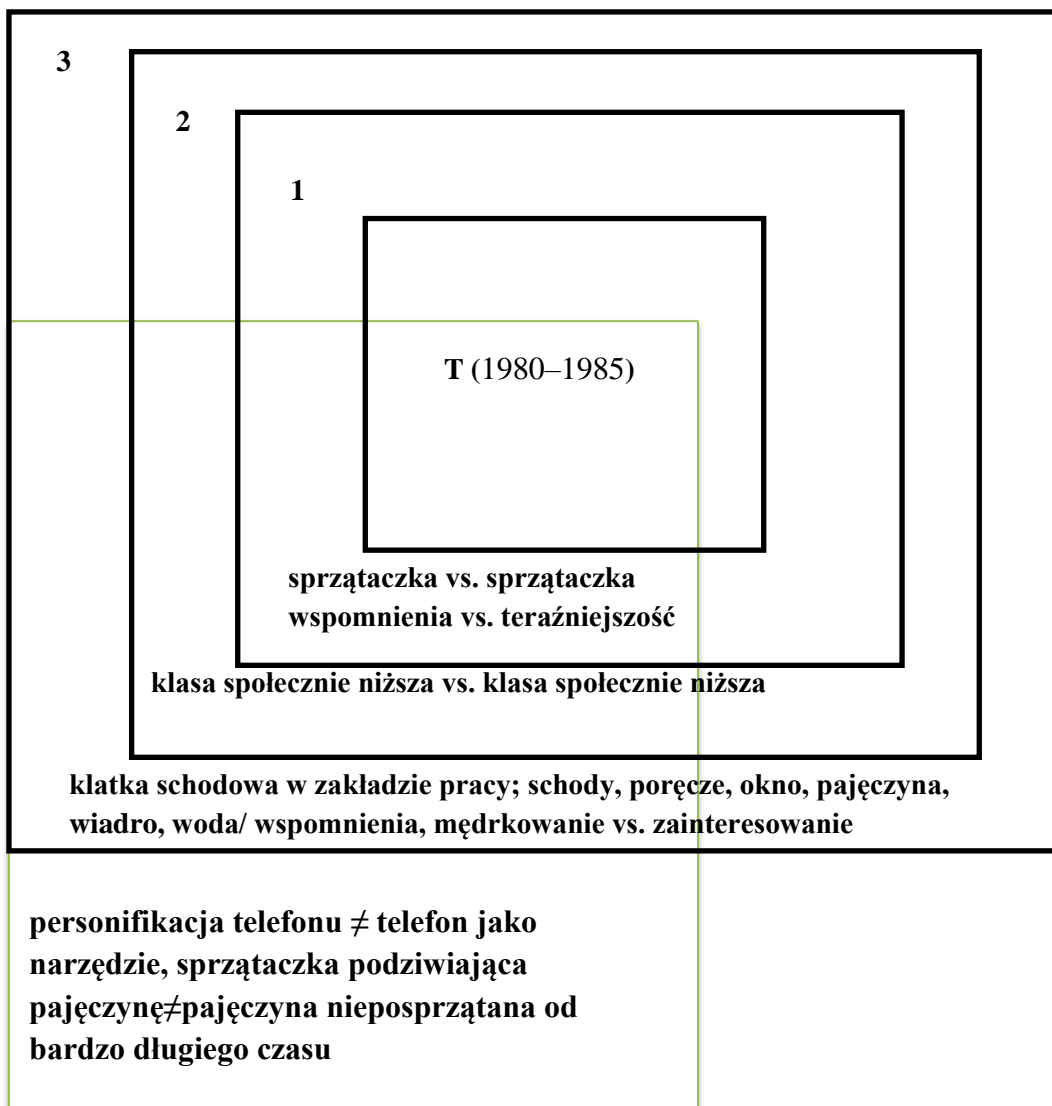 3
2
1
T (1980–1985)
sprzątaczka vs. sprzątaczka
wspomnienia vs. teraźniejszość
klasa społecznie niższa vs. klasa społecznie niższa
klatka schodowa w zakładzie pracy; schody, poręcze, okno, pajęczyna,
wiadro, woda/ wspomnienia, mędrkowanie vs. zainteresowanie
personifikacja telefonu ≠ telefon jako
narzędzie, sprzątaczka podziwiająca
pajęczynę≠pajęczyna nieposprzątana od
bardzo długiego czasu